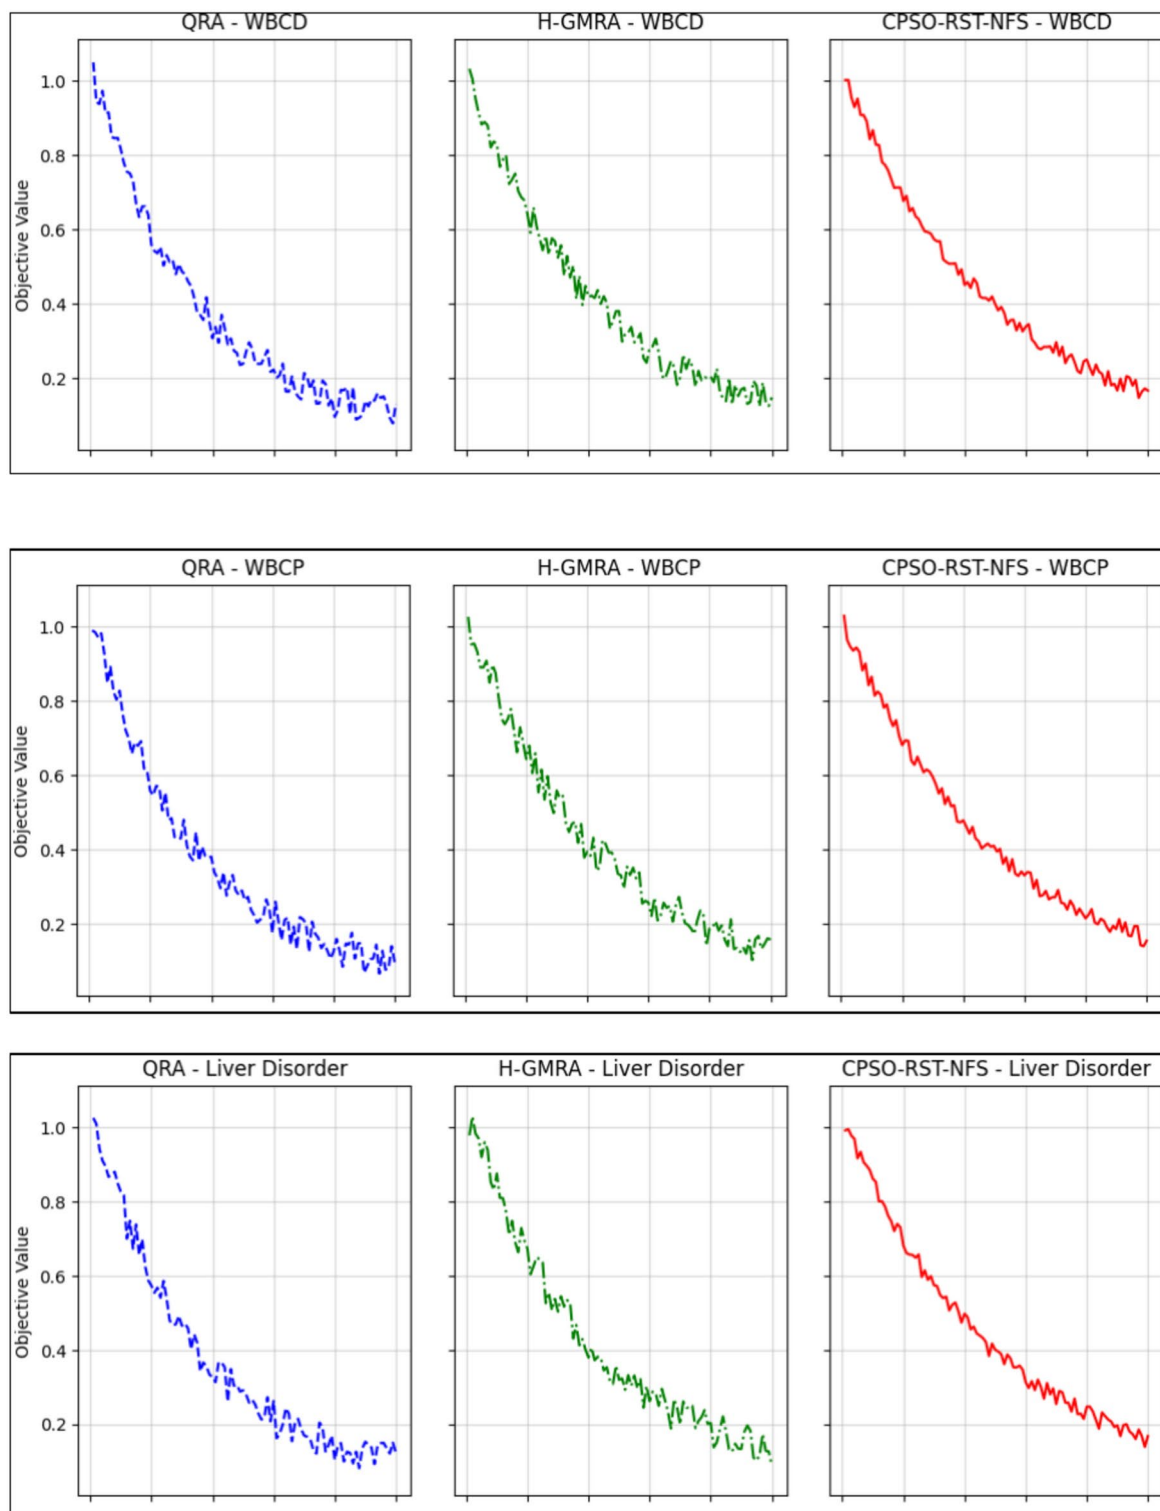 QRA - WBCD
H-GMRA - WBCD
CPSO-RST-NFS - WBCD
Objective Value
1.0
0.8
0.6
0.4
0.2
QRA - WBCP
H-GMRA - WBCP
CPSO-RST-NFS - WBCP
Objective Value
1.0
0.8
0.6
0.4
0.2
QRA - Liver Disorder
H-GMRA - Liver Disorder
CPSO-RST-NFS - Liver Disorder
Objective Value
1.0
0.8
0.6
0.4
0.2